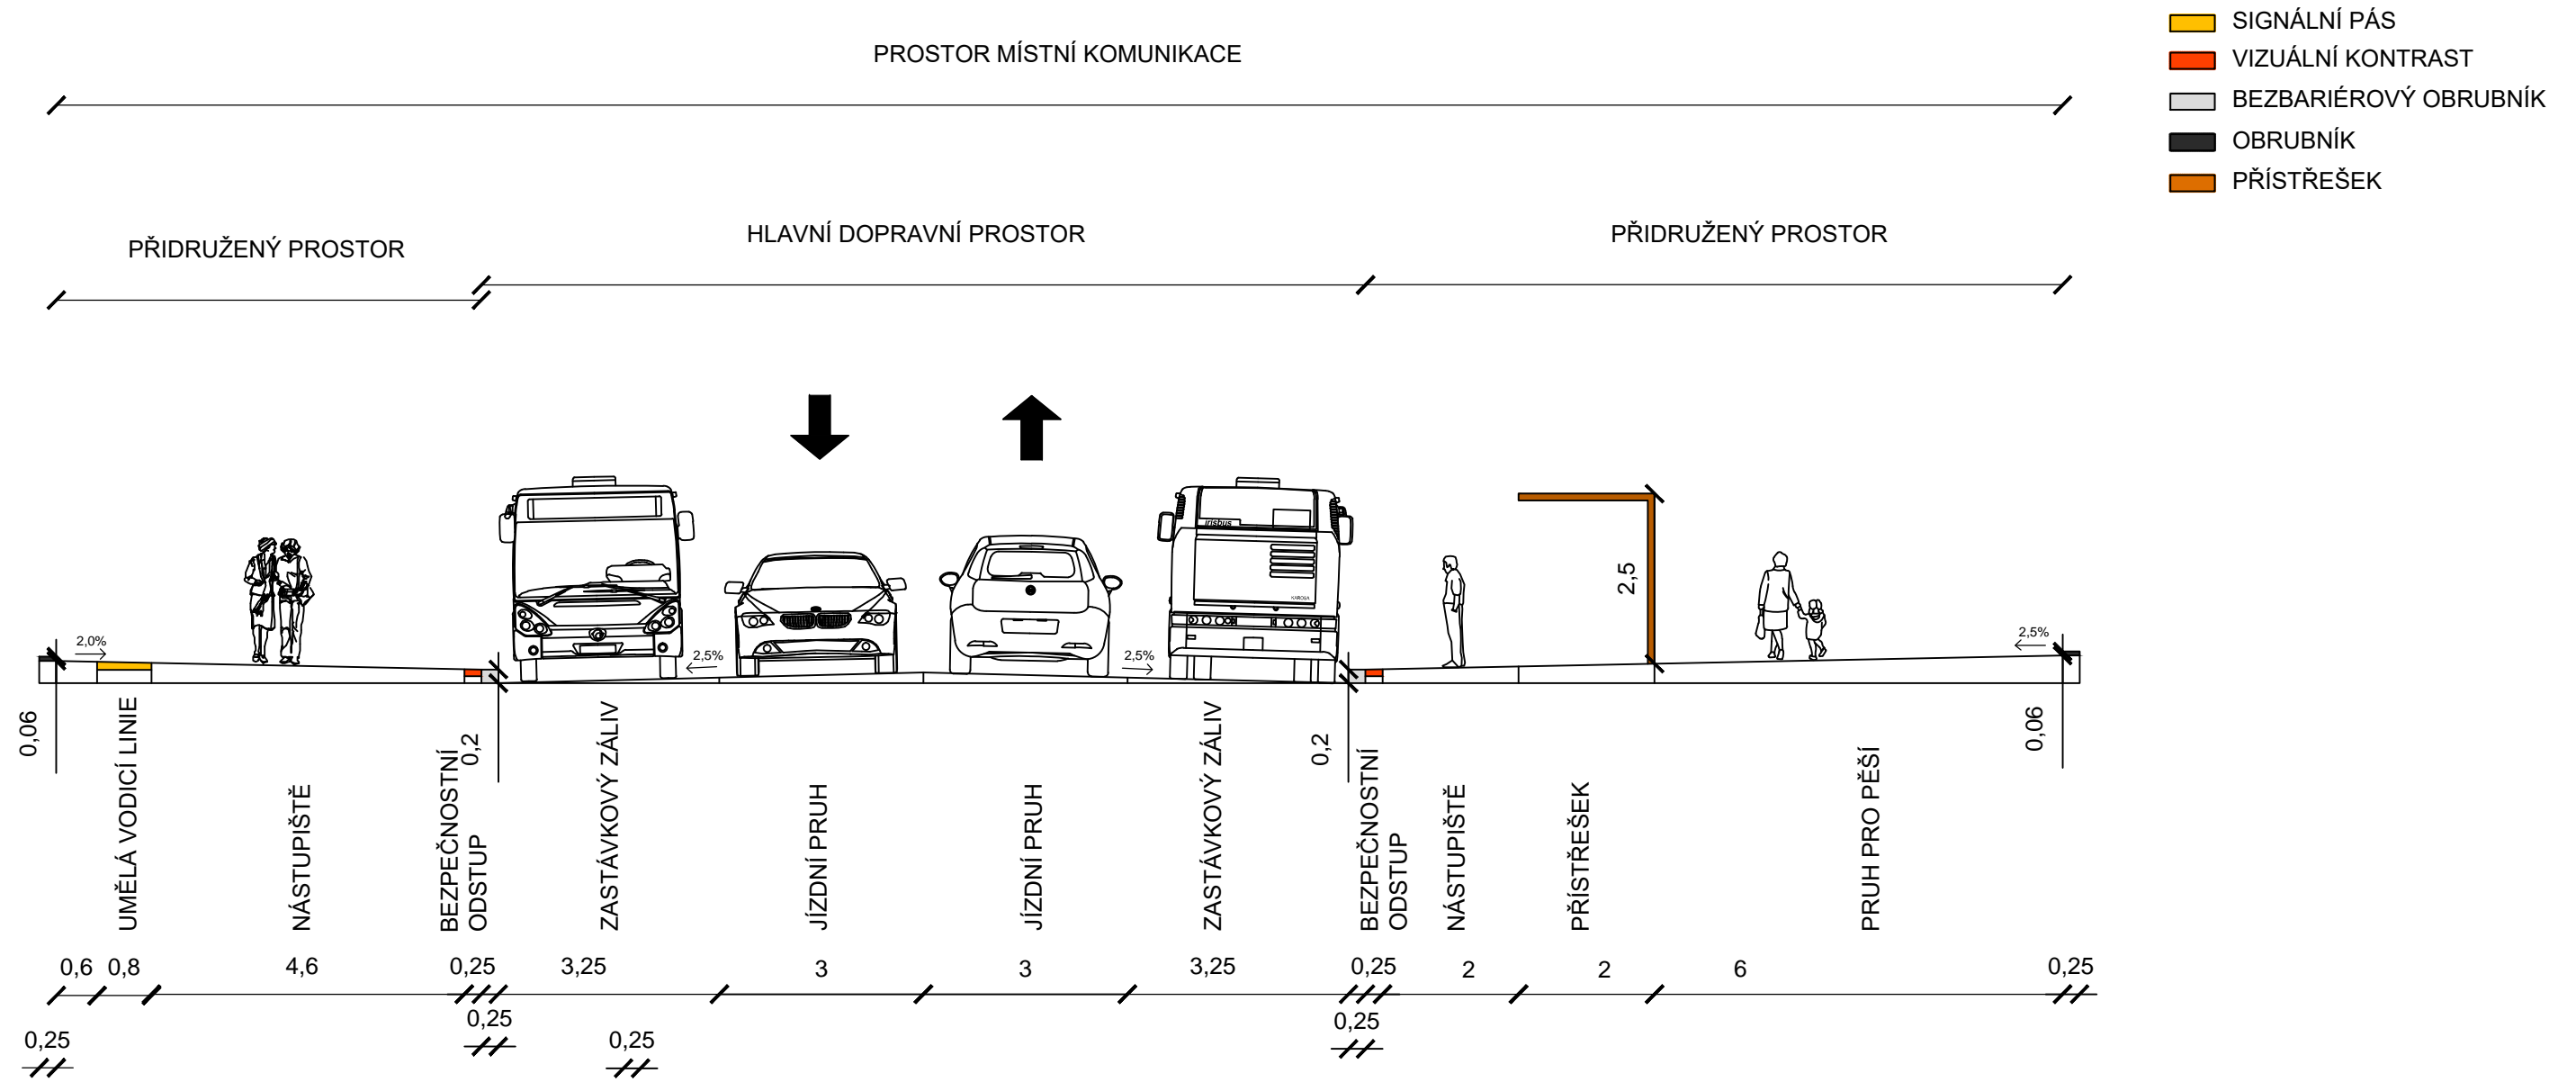 SIGNÁLNÍ PÁS
VIZUÁLNÍ KONTRAST
BEZBARIÉROVÝ OBRUBNÍK
OBRUBNÍK
PŘÍSTŘEŠEK
PROSTOR MÍSTNÍ KOMUNIKACE
PŘIDRUŽENÝ PROSTOR
HLAVNÍ DOPRAVNÍ PROSTOR
PŘIDRUŽENÝ PROSTOR
irisbus
KAROSA
2,5
2,0%
2,5%
2,5%
2,5%
0,06
0,2
0,2
0,06
UMĚLÁ VODICÍ LINIE
NÁSTUPIŠTĚ
BEZPEČNOSTNÍ
ODSTUP
ZASTÁVKOVÝ ZÁLIV
JÍZDNÍ PRUH
JÍZDNÍ PRUH
ZASTÁVKOVÝ ZÁLIV
BEZPEČNOSTNÍ
ODSTUP
NÁSTUPIŠTĚ
PŘÍSTŘEŠEK
PRUH PRO PĚŠÍ
0,6 0,8 4,6 0,25 3,25 3 3 3,25 0,25 2 2 6 0,25
0,25 0,25
0,25 0,25